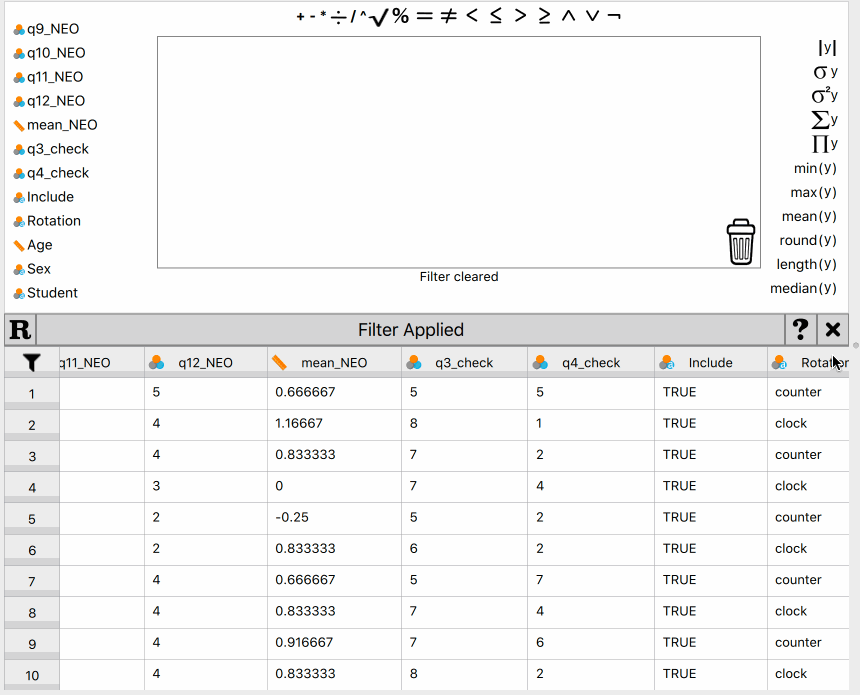 + - * ÷ / ^ √ % = ≠ < ≤ > ≥ ∧ ∨ ¬
q9_NEO
q10_NEO
q11_NEO
q12_NEO
mean_NEO
q3_check
q4_check
Include
Rotation
Age
Sex
Student
|y|
σy
σ²y
∑y
∏y
min(y)
max(y)
mean(y)
round(y)
length(y)
median(y)
Filter cleared
R Filter Applied ? ×
q11_NEO q12_NEO mean_NEO q3_check q4_check Include Rotation
1 5 0.666667 5 5 TRUE counter
2 4 1.16667 8 1 TRUE clock
3 4 0.833333 7 2 TRUE counter
4 3 0 7 4 TRUE clock
5 2 -0.25 5 2 TRUE counter
6 2 0.833333 6 2 TRUE clock
7 4 0.666667 5 7 TRUE counter
8 4 0.833333 7 4 TRUE clock
9 4 0.916667 7 6 TRUE counter
10 4 0.833333 8 2 TRUE clock